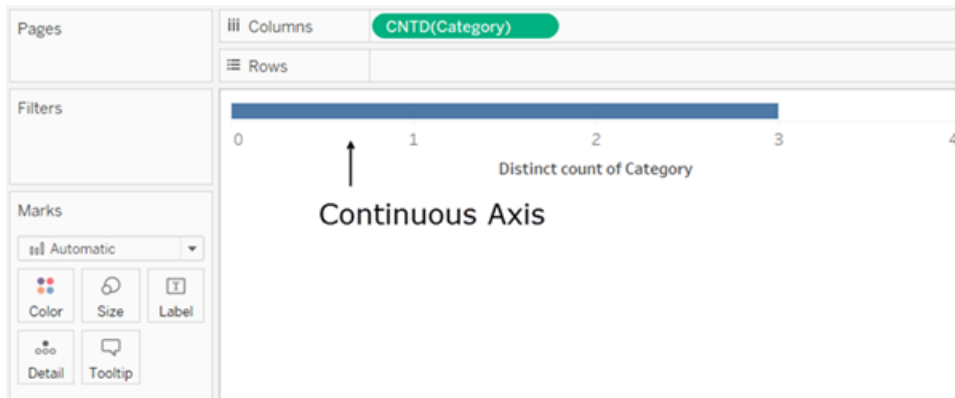 Pages
Columns
CNTD(Category)
Rows
Filters
0 1 2 3 4
Distinct count of Category
Continuous Axis
Marks
Automatic
Color Size Label
T
Detail Tooltip